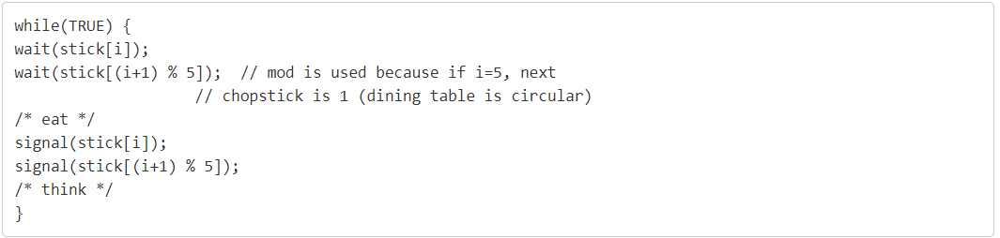 while(TRUE) {
wait(stick[i]);
wait(stick[(i+1) % 5]);  // mod is used because if i=5, next
// chopstick is 1 (dining table is circular)
/* eat */
signal(stick[i]);
signal(stick[(i+1) % 5]);
/* think */
}